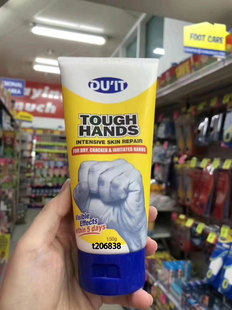 FOOT CARE
DU'IT
TOUGH
HANDS
INTENSIVE SKIN REPAIR
FOR DRY, CRACKED & IRRITATED HANDS
Visible
Effects
within 5 days
150g
t206838